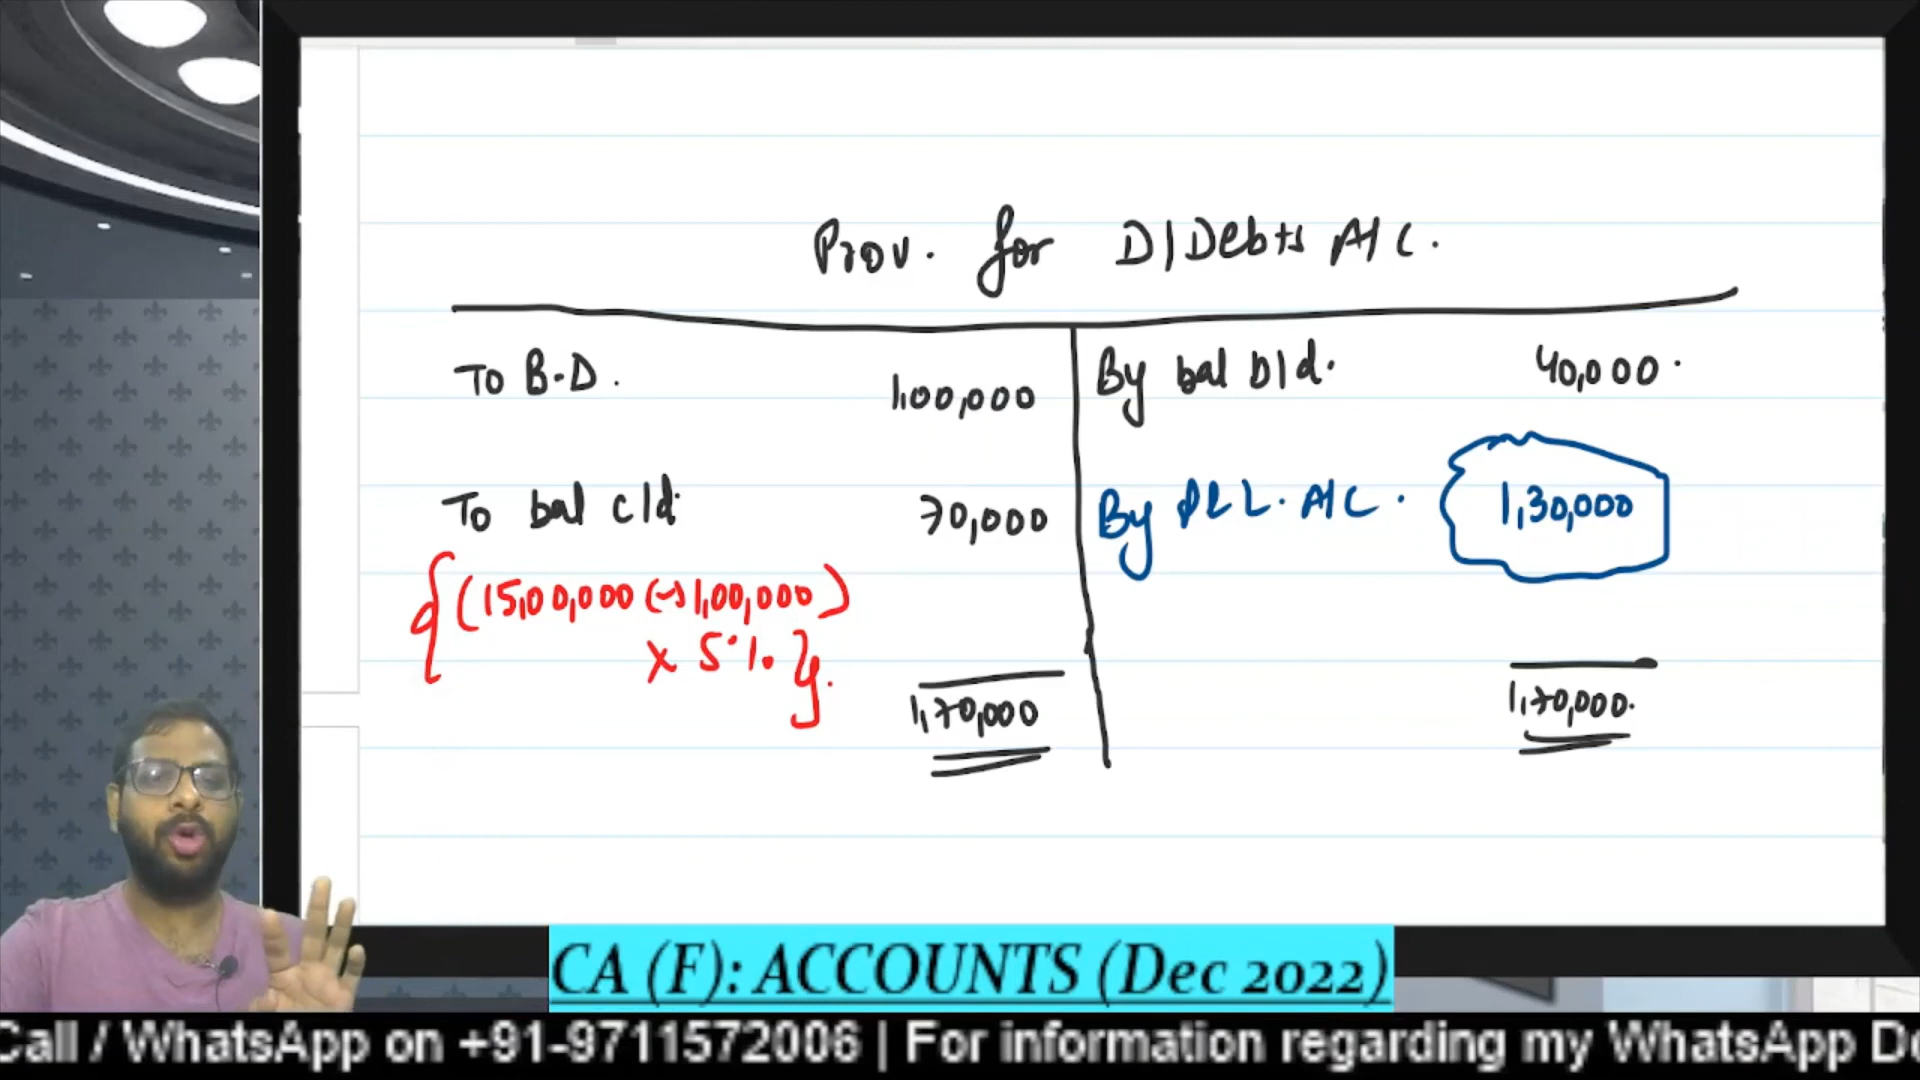 Prov. for D/Debts A/C.
To B.D. 1,00,000 By bal b/d. 40,000.
To bal c/d 70,000 By P&L. A/C. 1,30,000
{(15,00,000 (-) 1,00,000)
x 5%.}.
1,70,000 1,70,000.
CA (F): ACCOUNTS (Dec 2022)
Call / WhatsApp on +91-9711572006 | For information regarding my WhatsApp